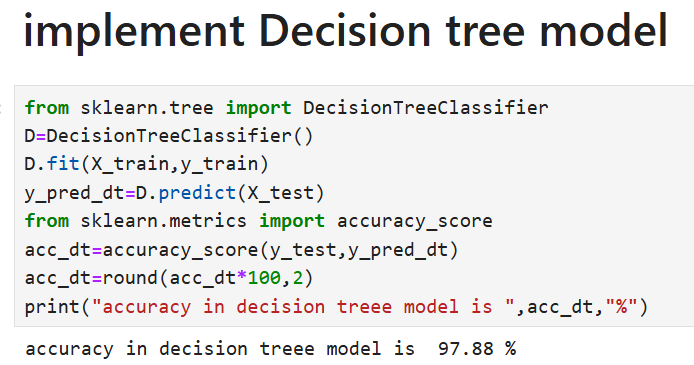 implement Decision tree model
:
from sklearn.tree import DecisionTreeClassifier
D=DecisionTreeClassifier()
D.fit(X_train,y_train)
y_pred_dt=D.predict(X_test)
from sklearn.metrics import accuracy_score
acc_dt=accuracy_score(y_test,y_pred_dt)
acc_dt=round(acc_dt*100,2)
print("accuracy in decision treee model is ",acc_dt,"%")
accuracy in decision treee model is  97.88 %